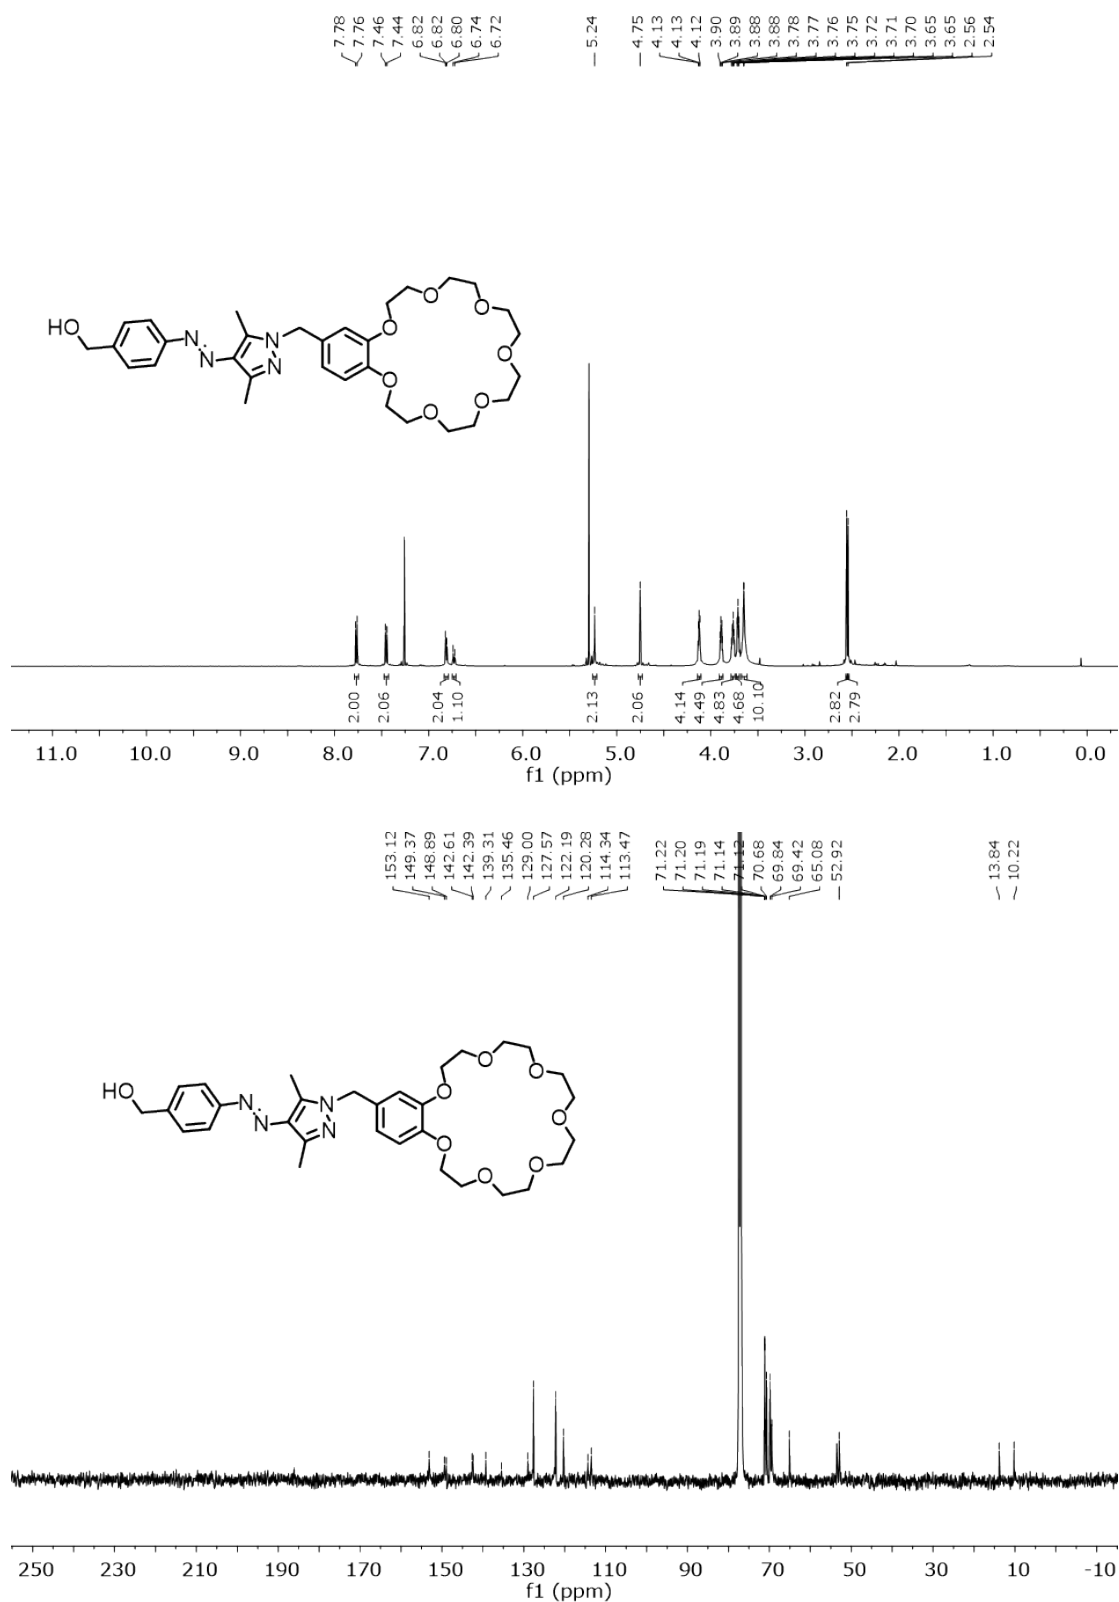 7.78 7.76 7.46 7.44 6.82 6.82 6.80 6.74 6.72 5.24 4.75 4.13 4.13 4.12 3.90 3.89 3.88 3.88 3.78 3.77 3.76 3.75 3.72 3.71 3.70 3.65 3.65 2.56 2.54
O O
O O
HO N N N O
N N O
O O O
2.00 2.06 2.04 1.10 2.13 2.06 4.14 4.49 4.83 4.68 10.10 2.82 2.79
11.0 10.0 9.0 8.0 7.0 6.0 5.0 4.0 3.0 2.0 1.0 0.0
f1 (ppm)
153.12 149.37 148.89 142.61 142.39 139.31 135.46 129.00 127.57 122.19 120.28 114.34 113.47 71.22 71.20 71.19 71.14 71.12 70.68 69.84 69.42 65.08 52.92 13.84 10.22
O O
O O
HO N N N O
N N O
O O O
250 230 210 190 170 150 130 110 90 70 50 30 10 -10
f1 (ppm)